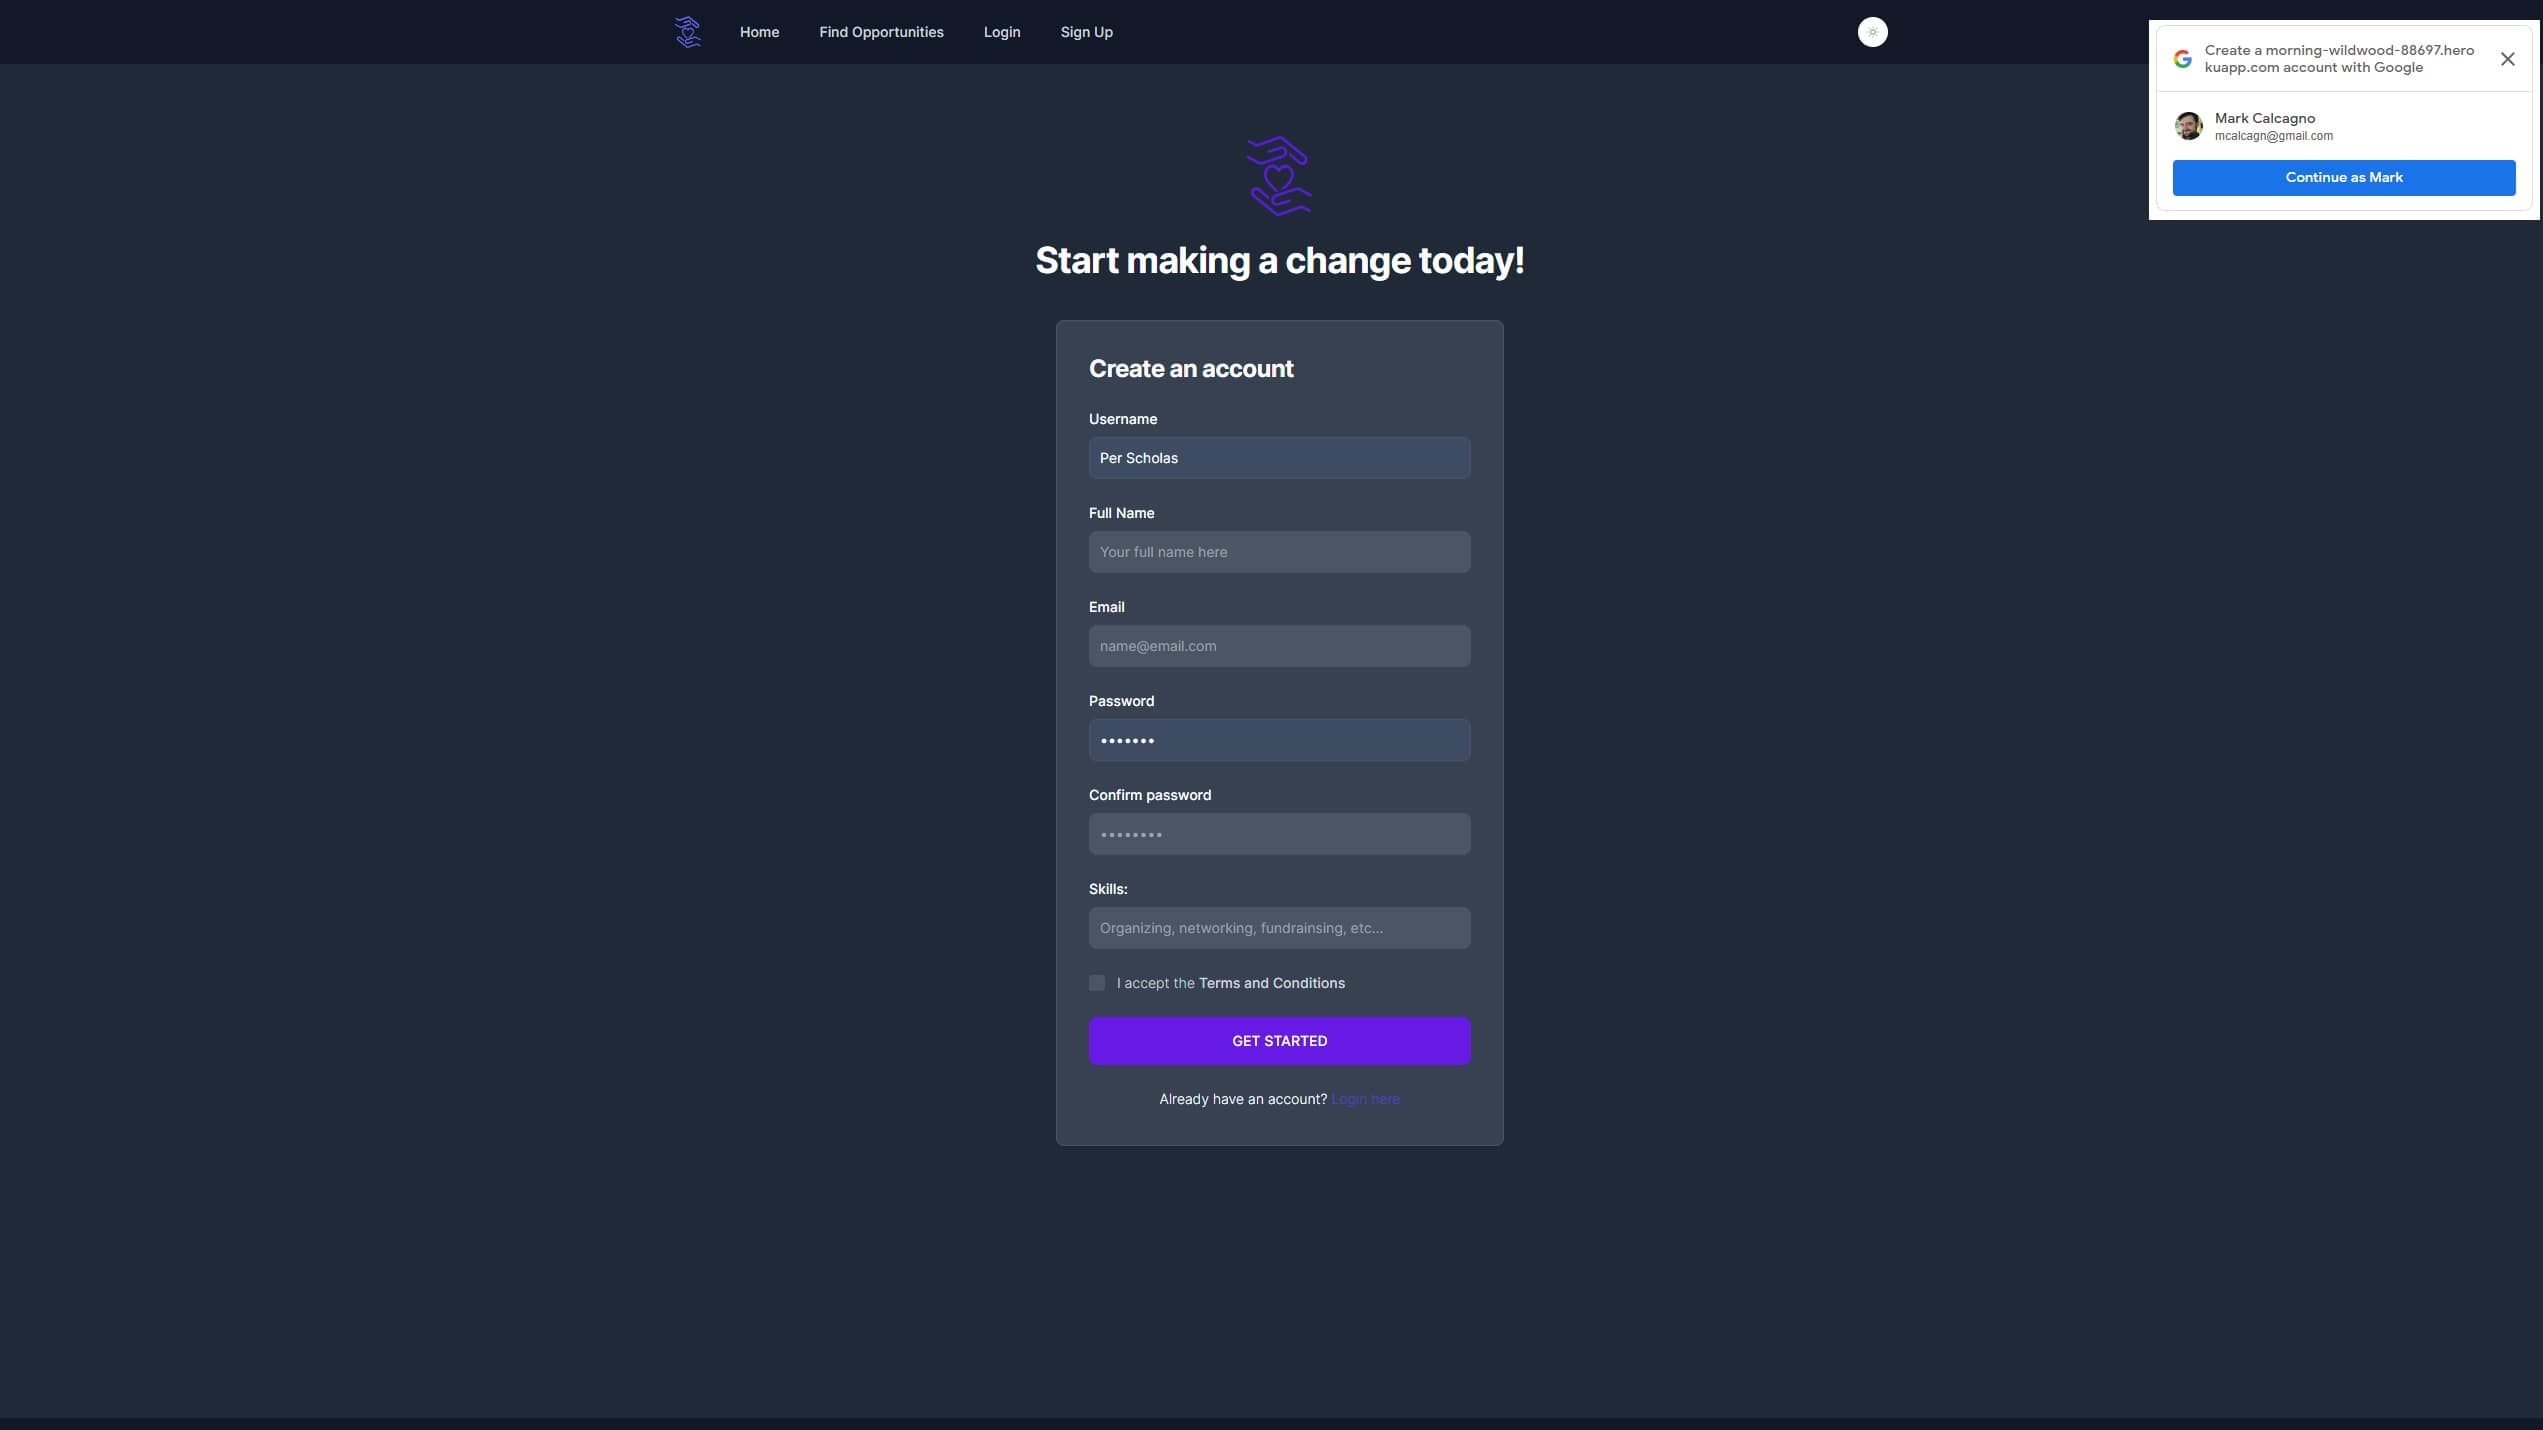 Home
Find Opportunities
Login
Sign Up
Create a morning-wildwood-88697.hero
kuapp.com account with Google
Mark Calcagno
mcalcagn@gmail.com
Continue as Mark
Start making a change today!
Create an account
Username
Per Scholas
Full Name
Your full name here
Email
name@email.com
Password
•••••••
Confirm password
••••••••
Skills:
Organizing, networking, fundrainsing, etc...
I accept the Terms and Conditions
GET STARTED
Already have an account? Login here